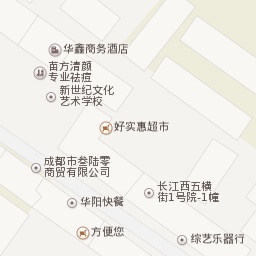 华鑫商务酒店
苗方清颜
专业祛痘
新世纪文化
艺术学校
好实惠超市
成都市叁陆零
商贸有限公司
长江西五横
街1号院-1幢
华阳快餐
方便您
综艺乐器行